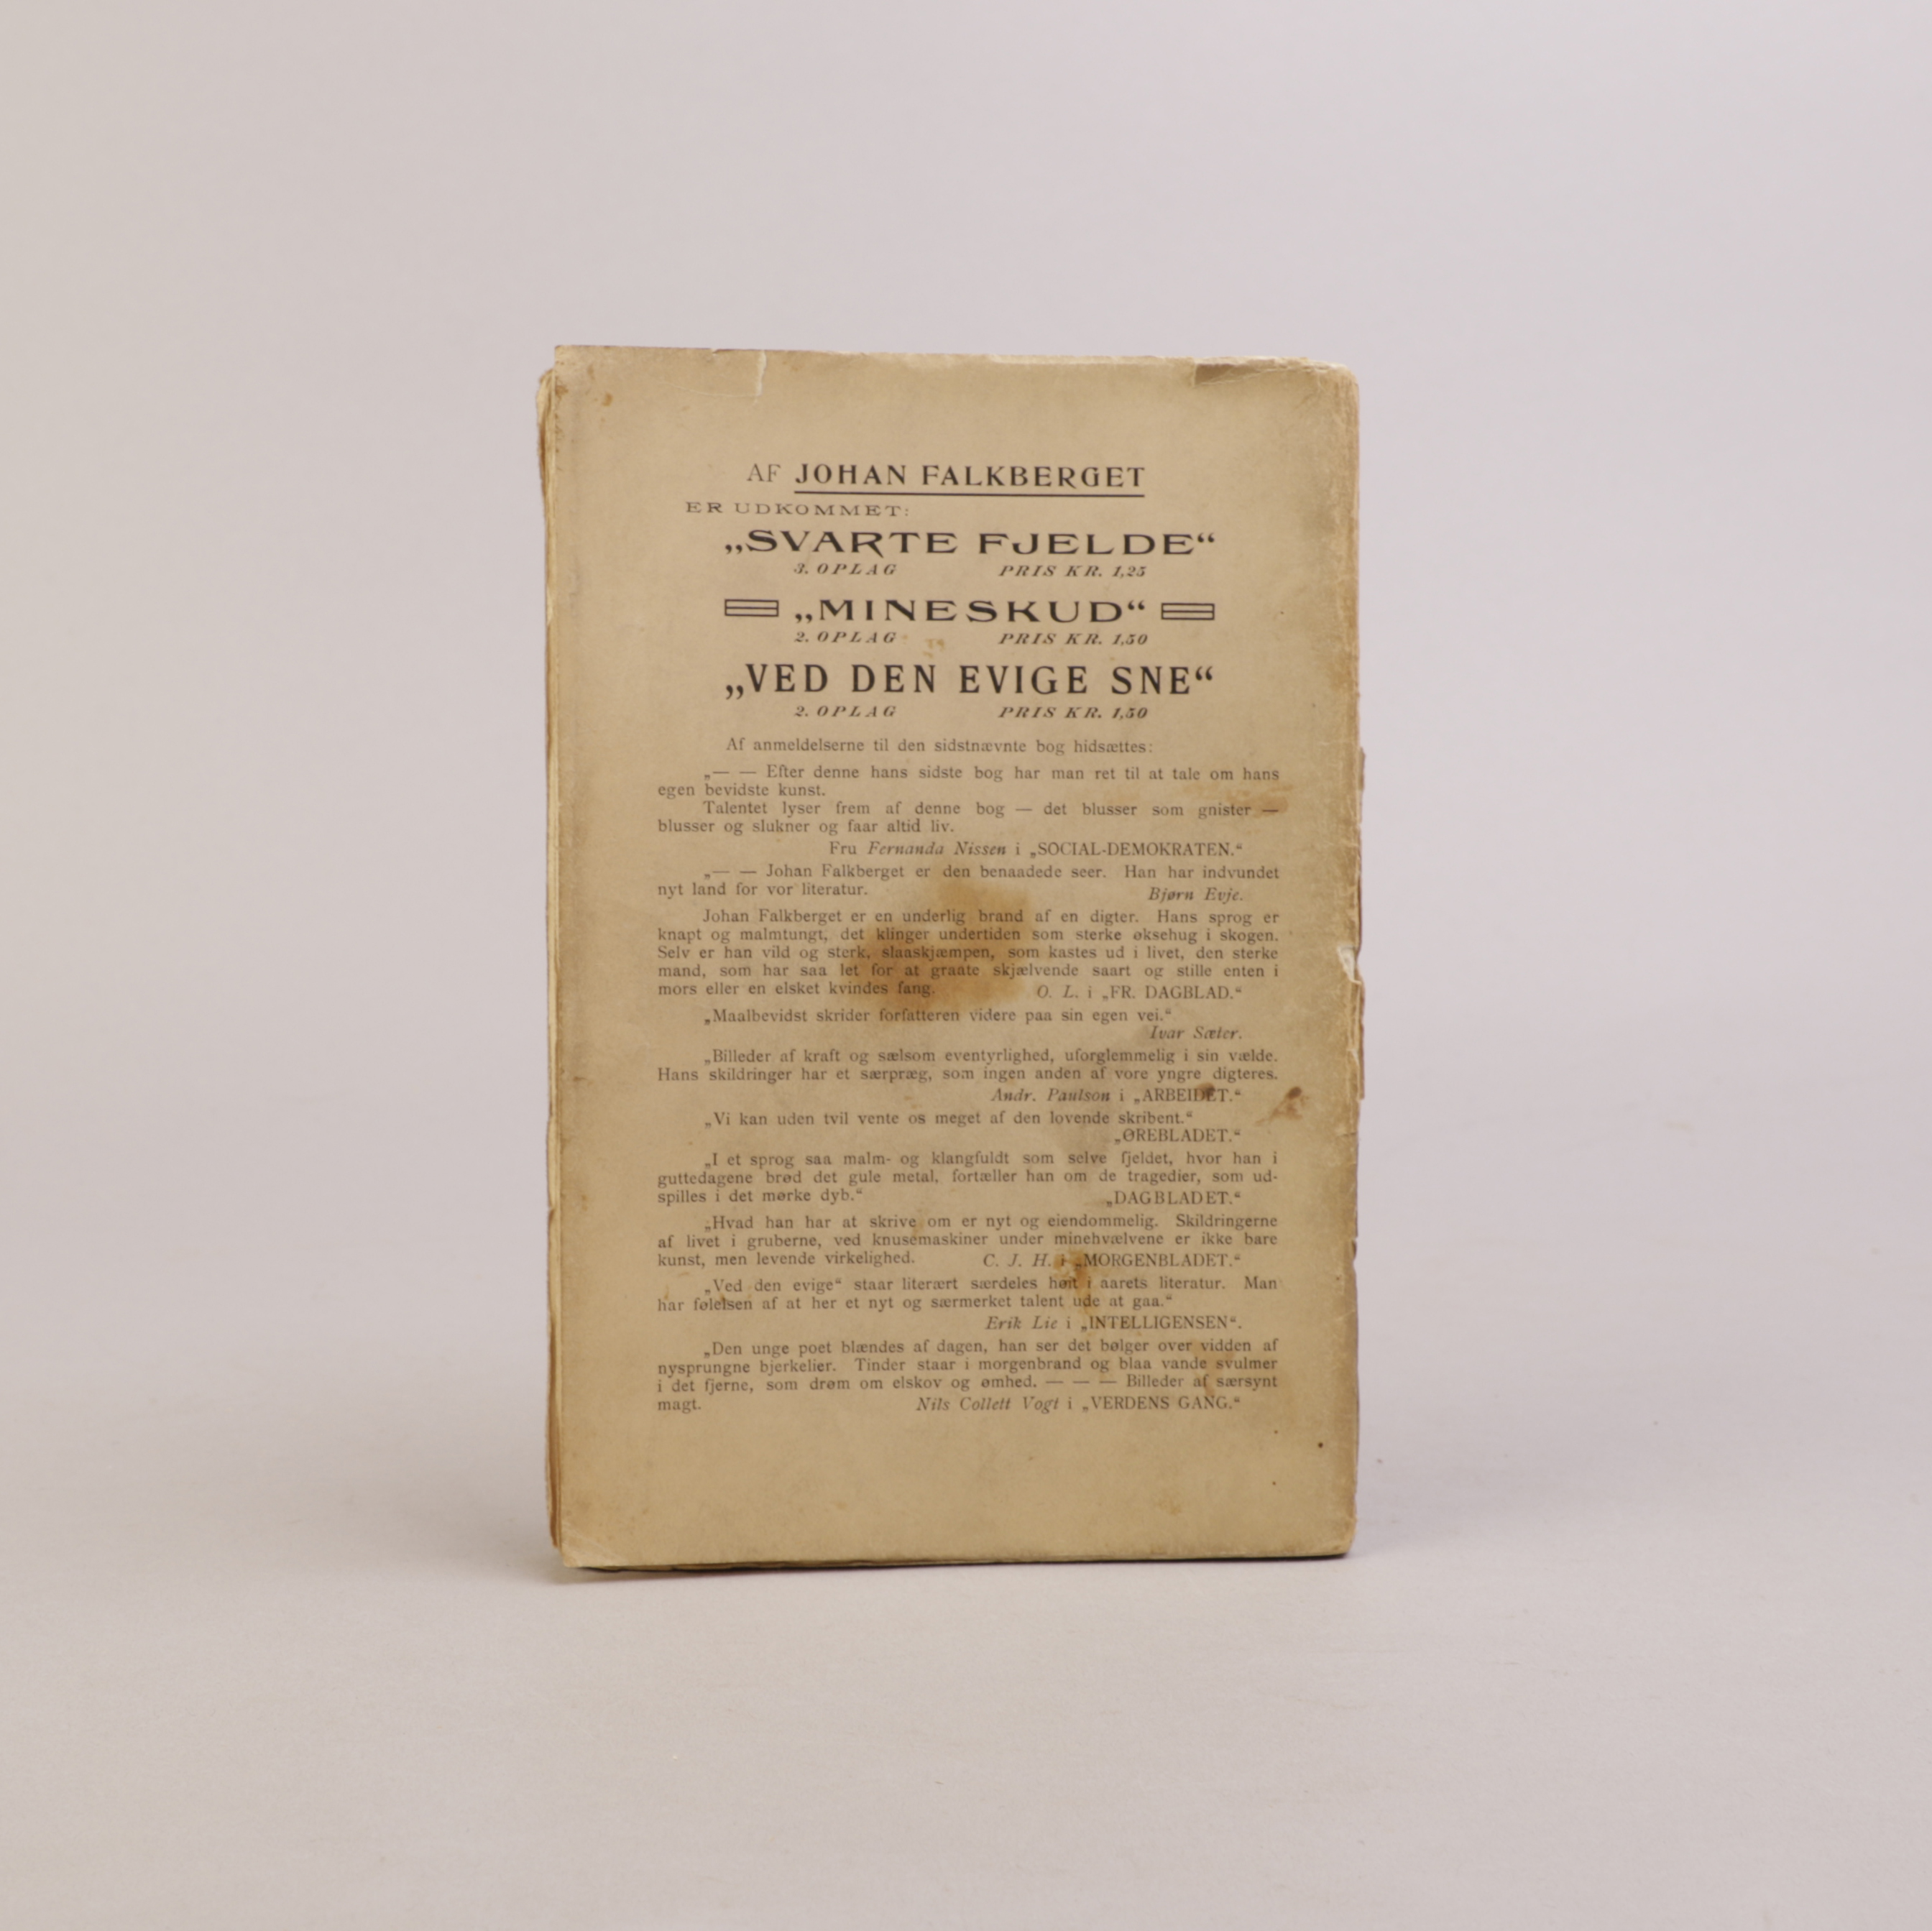 AF JOHAN FALKBERGET
ER UDKOMMET:
„SVARTE FJELDE“
3. OPLAG PRIS KR. 1,25
„MINESKUD“
2. OPLAG PRIS KR. 1,50
„VED DEN EVIGE SNE“
2. OPLAG PRIS KR. 1,50
Af anmeldelserne til den sidstnævnte bog hidsættes:
„— — Efter denne hans sidste bog har man ret til at tale om hans
egen bevidste kunst.
Talentet lyser frem af denne bog — det blusser som gnister —
blusser og slukner og faar altid liv.
Fru Fernanda Nissen i „SOCIAL-DEMOKRATEN.“
„— — Johan Falkberget er den benaadede seer. Han har indvundet
nyt land for vor literatur. Bjørn Evje.
Johan Falkberget er en underlig brand af en digter. Hans sprog er
knapt og malmtungt, det klinger undertiden som sterke øksehug i skogen.
Selv er han vild og sterk, slaaskjæmpen, som kastes ud i livet, den sterke
mand, som har saa let for at graate skjælvende saart og stille enten i
mors eller en elsket kvindes fang. O. L. i „FR. DAGBLAD.“
„Maalbevidst skrider forfatteren videre paa sin egen vei.“
Ivar Sæter.
„Billeder af kraft og sælsom eventyrlighed, uforglemmelig i sin vælde.
Hans skildringer har et særpræg, som ingen anden af vore yngre digteres.
Andr. Paulson i „ARBEIDET.“
„Vi kan uden tvil vente os meget af den lovende skribent.“
„ØREBLADET.“
„I et sprog saa malm- og klangfuldt som selve fjeldet, hvor han i
guttedagene brød det gule metal, fortæller han om de tragedier, som ud-
spilles i det mørke dyb.“ „DAGBLADET.“
„Hvad han har at skrive om er nyt og eiendommelig. Skildringerne
af livet i gruberne, ved knusemaskiner under minehvælvene er ikke bare
kunst, men levende virkelighed. C. J. H. i „MORGENBLADET.“
„Ved den evige“ staar literært særdeles høit i aarets literatur. Man
har følelsen af at her et nyt og særmerket talent ude at gaa.“
Erik Lie i „INTELLIGENSEN“.
„Den unge poet blændes af dagen, han ser det bølger over vidden af
nysprungne bjerkelier. Tinder staar i morgenbrand og blaa vande svulmer
i det fjerne, som drøm om elskov og ømhed. — — — Billeder af særsynt
magt. Nils Collett Vogt i „VERDENS GANG.“